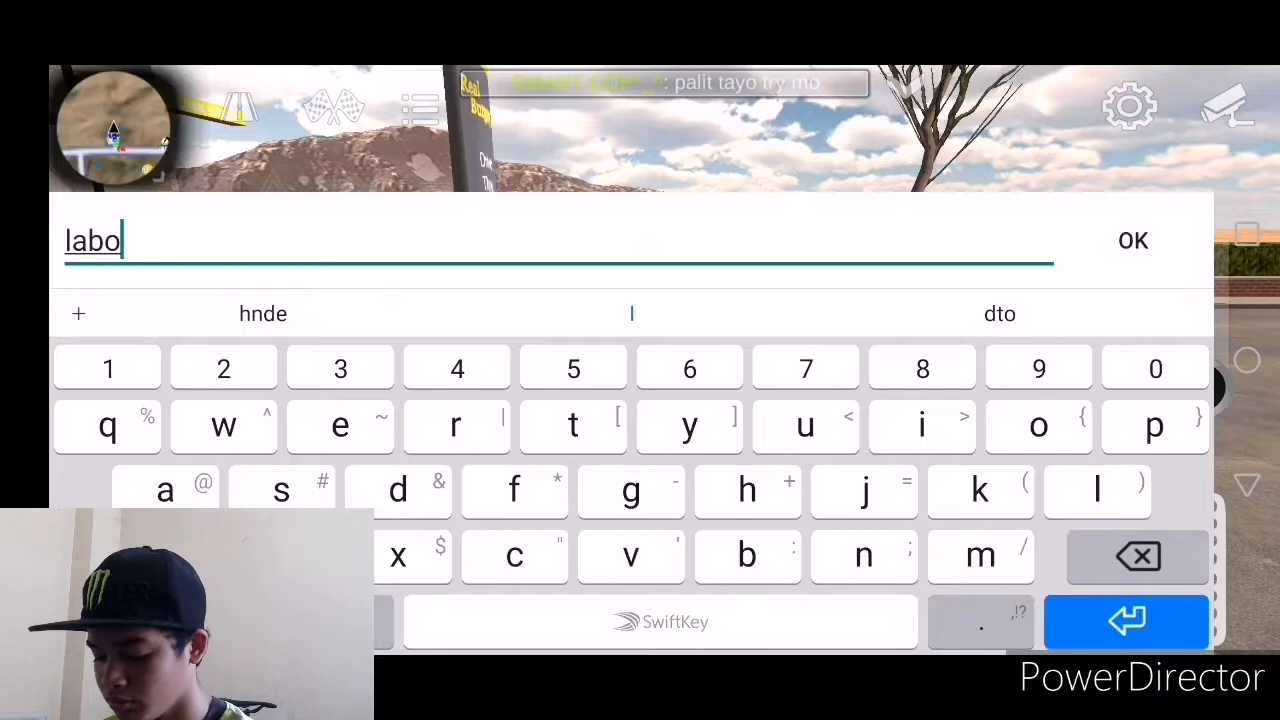 Real
: palit tayo try mo
labo
OK
+ hnde l dto
1 2 3 4 5 6 7 8 9 0
q % w ^ e ~ r | t [ y ] u < i > o { p }
a @ s # d & f * g - h + j = k ( l )
x $ c " v ' b : n ; m /
SwiftKey . ,!?
PowerDirector